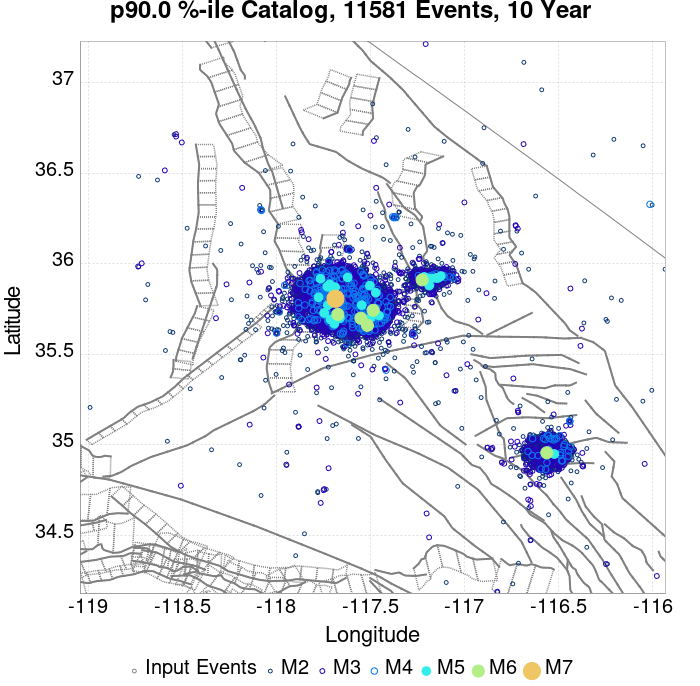 p90.0 %-ile Catalog, 11581 Events, 10 Year
37
36.5
36
35.5
35
34.5
Latitude
-119
-118.5
-118
-117.5
-117
-116.5
-116
Longitude
Input Events
M2
M3
M4
M5
M6
M7